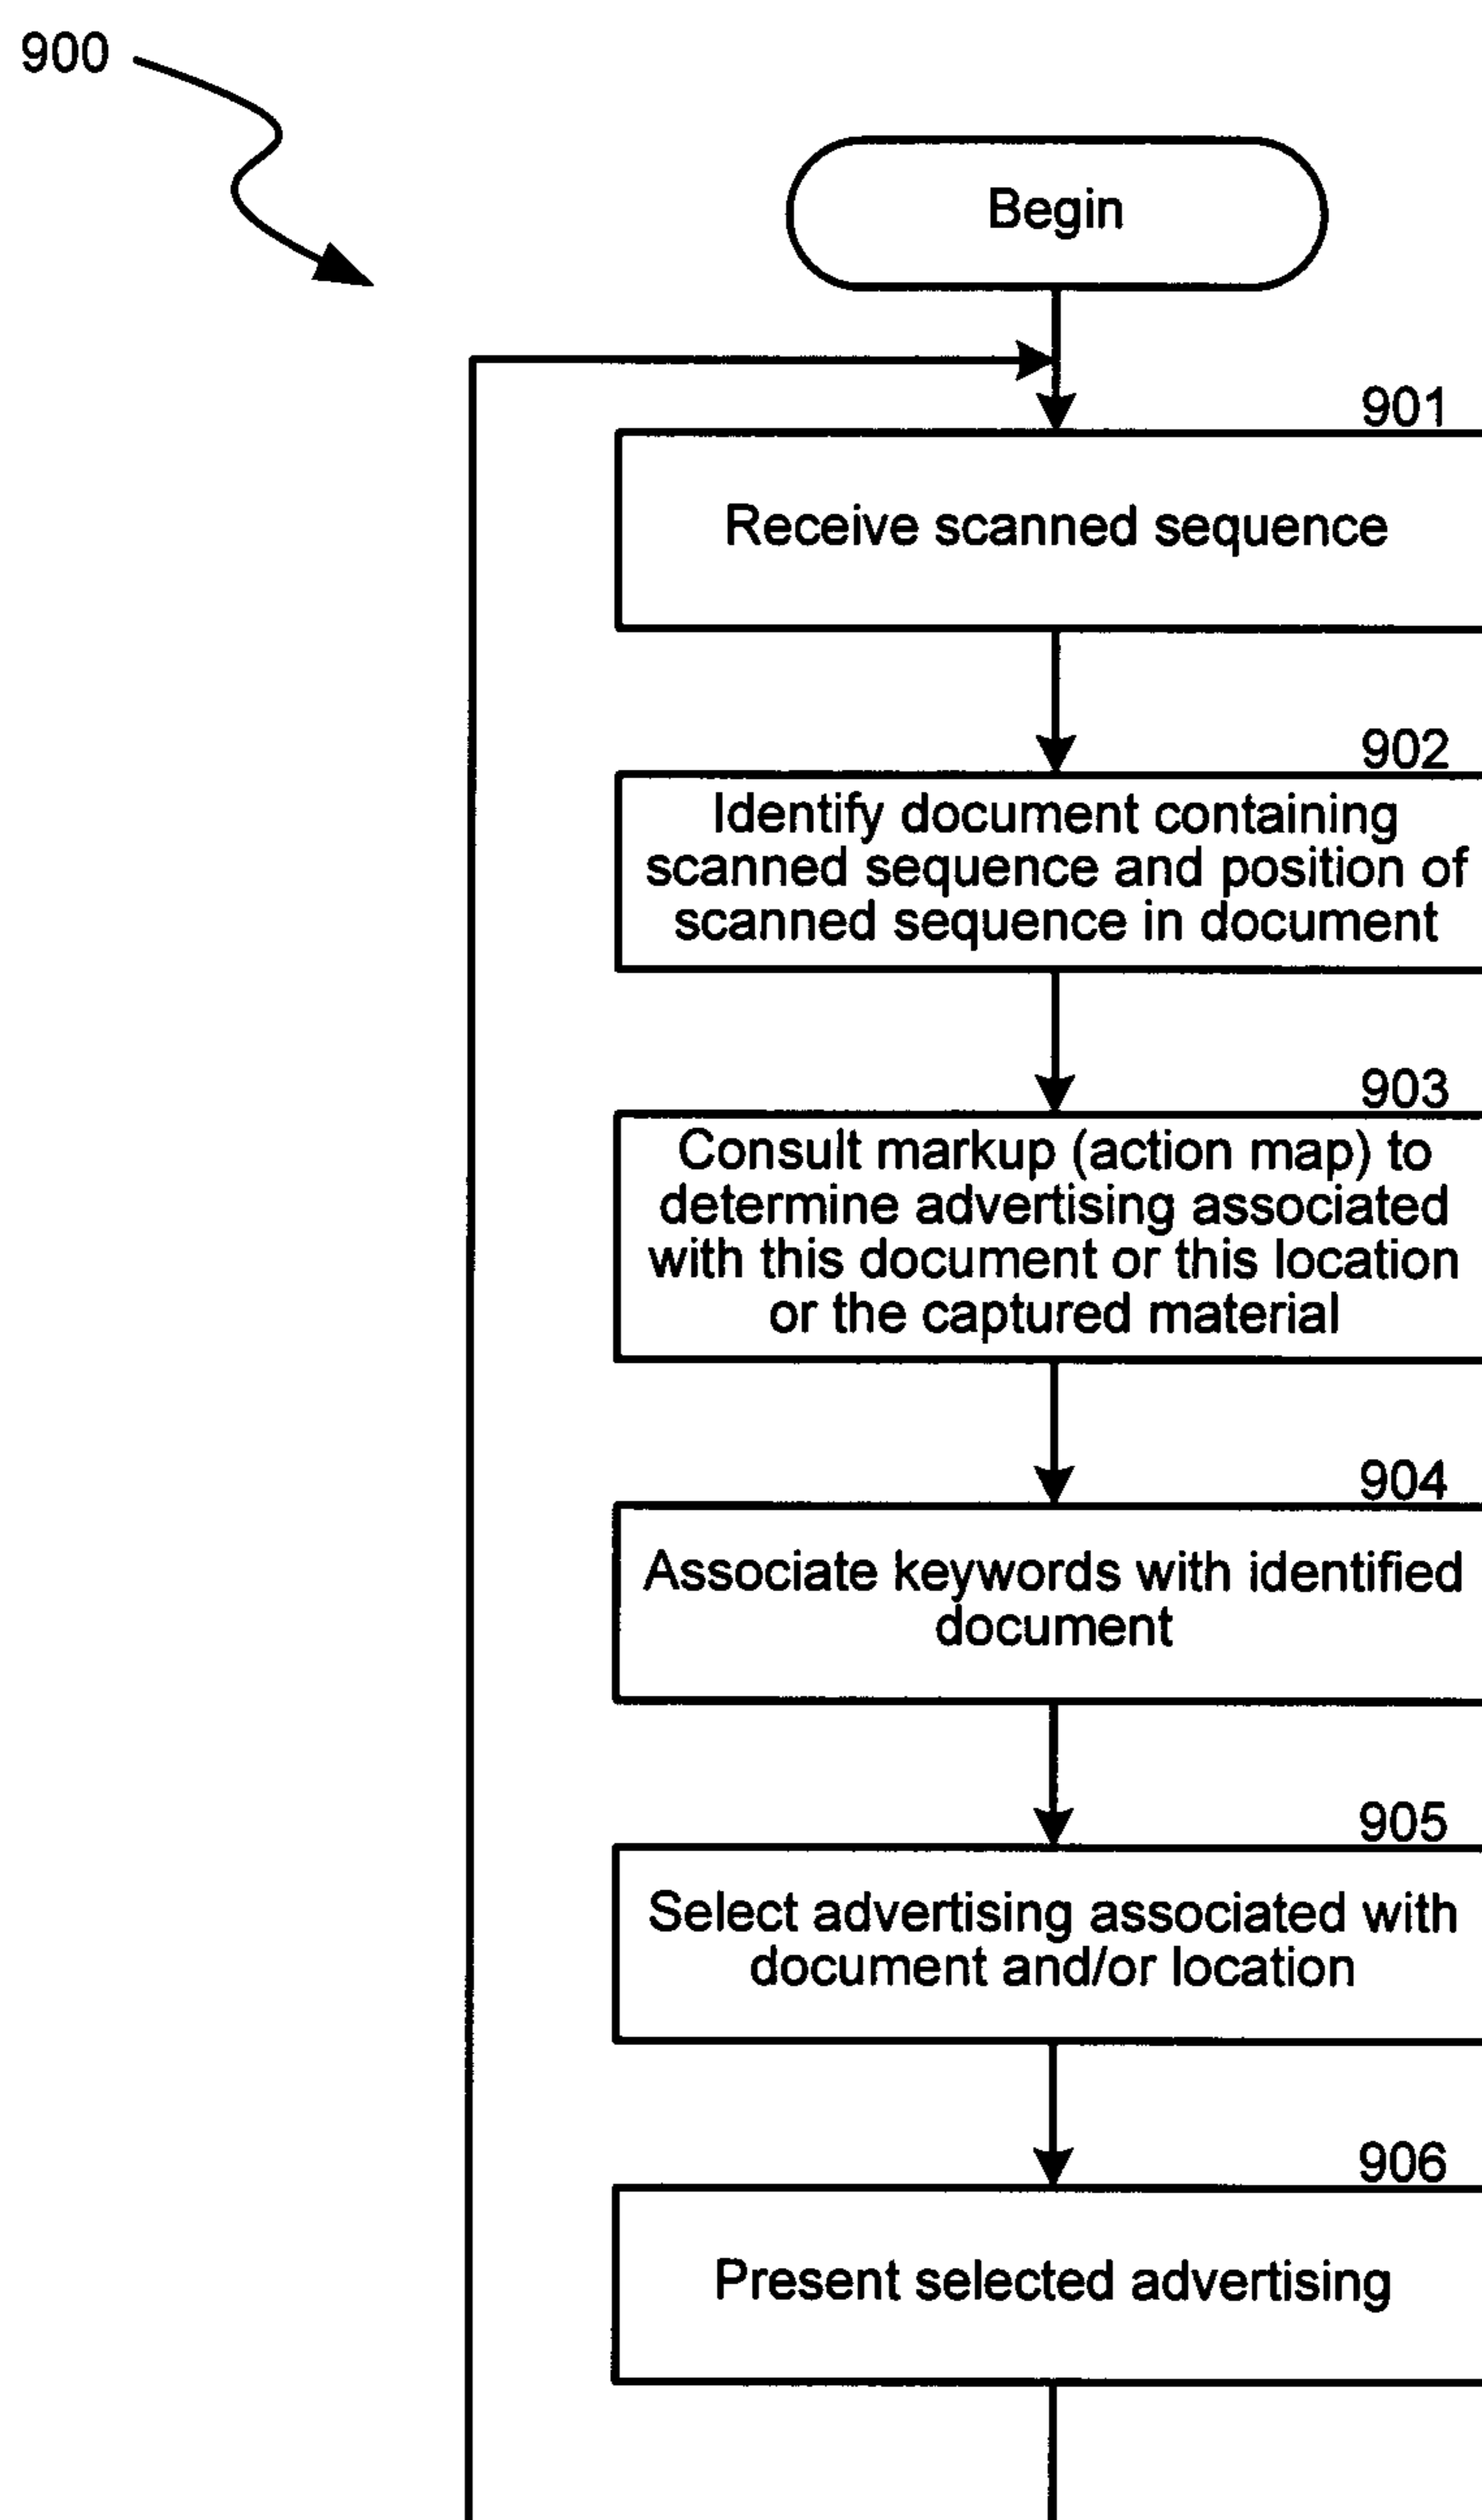 900
Begin
901
Receive scanned sequence
902
Identify document containing
scanned sequence and position of
scanned sequence in document
903
Consult markup (action map) to
determine advertising associated
with this document or this location
or the captured material
904
Associate keywords with identified
document
905
Select advertising associated with
document and/or location
906
Present selected advertising